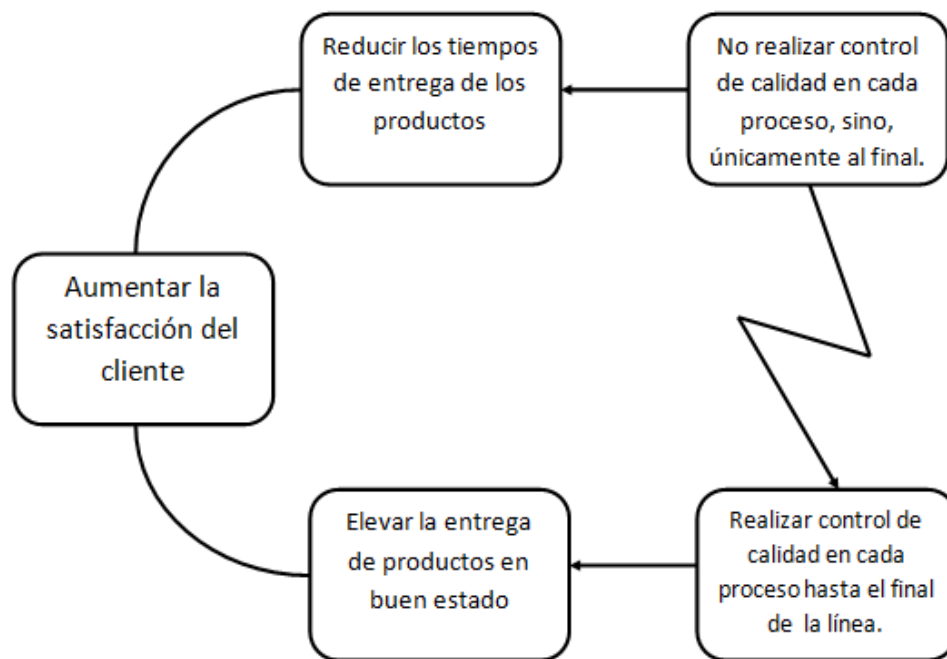 Reducir los tiempos
de entrega de los
productos
No realizar control
de calidad en cada
proceso, sino,
únicamente al final.
Aumentar la
satisfacción del
cliente
Elevar la entrega
de productos en
buen estado
Realizar control de
calidad en cada
proceso hasta el final
de la línea.